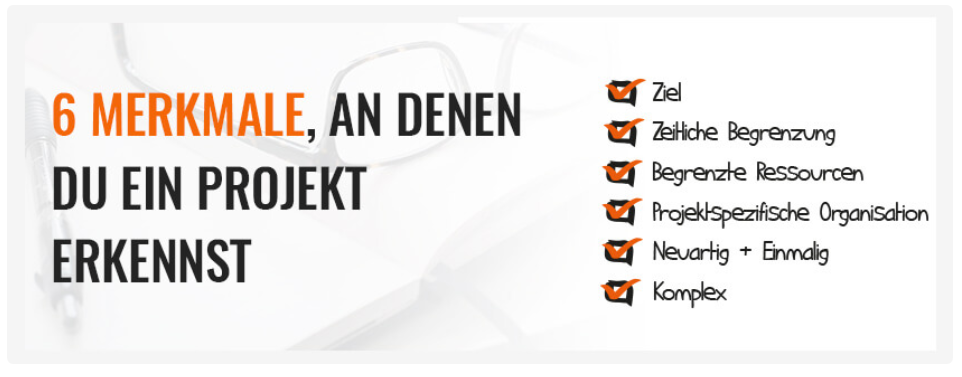 6 MERKMALE, AN DENEN
DU EIN PROJEKT
ERKENNST
Ziel
Zeitliche Begrenzung
Begrenzte Ressourcen
Projektspezifische Organisation
Neuartig + Einmalig
Komplex